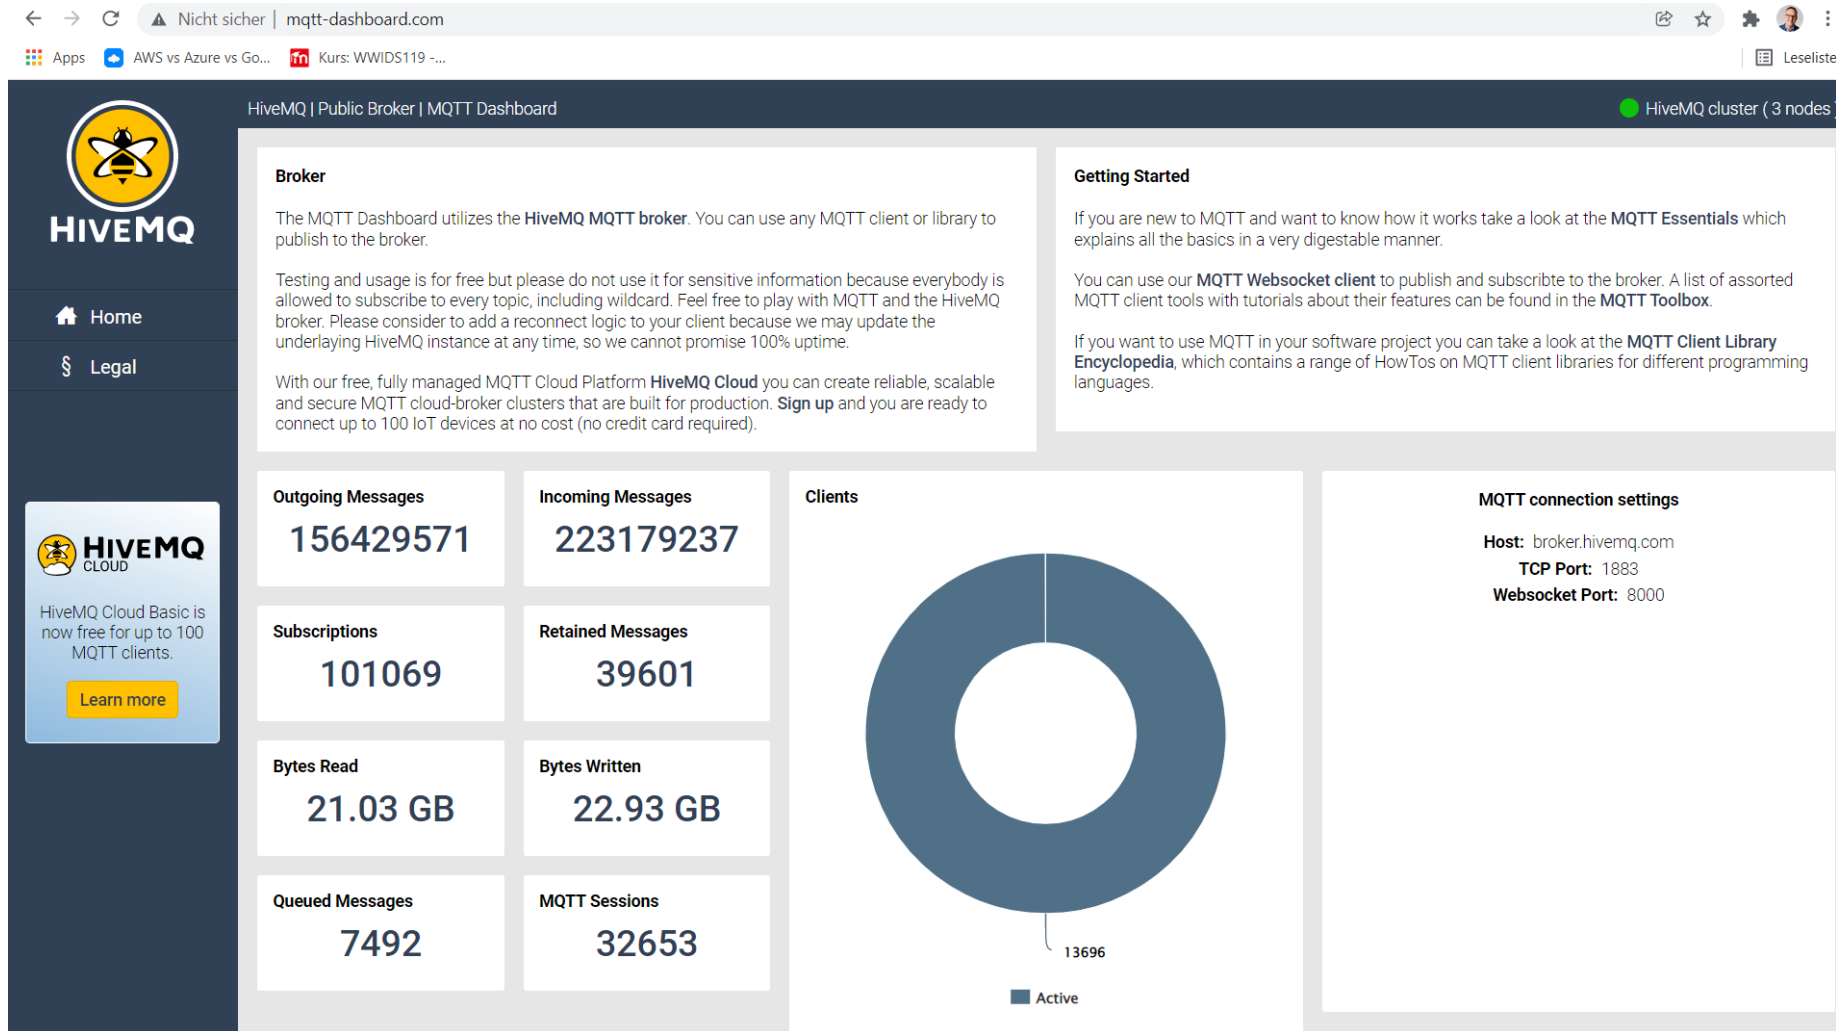 Nicht sicher | mqtt-dashboard.com
Apps
AWS vs Azure vs Go...
Kurs: WWIDS119 -...
Leseliste
HIVEMQ
Home
§ Legal
HIVEMQ
CLOUD
HiveMQ Cloud Basic is
now free for up to 100
MQTT clients.
Learn more
HiveMQ | Public Broker | MQTT Dashboard
HiveMQ cluster ( 3 nodes )
Broker
The MQTT Dashboard utilizes the HiveMQ MQTT broker. You can use any MQTT client or library to
publish to the broker.
Testing and usage is for free but please do not use it for sensitive information because everybody is
allowed to subscribe to every topic, including wildcard. Feel free to play with MQTT and the HiveMQ
broker. Please consider to add a reconnect logic to your client because we may update the
underlaying HiveMQ instance at any time, so we cannot promise 100% uptime.
With our free, fully managed MQTT Cloud Platform HiveMQ Cloud you can create reliable, scalable
and secure MQTT cloud-broker clusters that are built for production. Sign up and you are ready to
connect up to 100 IoT devices at no cost (no credit card required).
Getting Started
If you are new to MQTT and want to know how it works take a look at the MQTT Essentials which
explains all the basics in a very digestable manner.
You can use our MQTT Websocket client to publish and subscribte to the broker. A list of assorted
MQTT client tools with tutorials about their features can be found in the MQTT Toolbox.
If you want to use MQTT in your software project you can take a look at the MQTT Client Library
Encyclopedia, which contains a range of HowTos on MQTT client libraries for different programming
languages.
Outgoing Messages
156429571
Incoming Messages
223179237
Subscriptions
101069
Retained Messages
39601
Bytes Read
21.03 GB
Bytes Written
22.93 GB
Queued Messages
7492
MQTT Sessions
32653
Clients
13696
Active
MQTT connection settings
Host: broker.hivemq.com
TCP Port: 1883
Websocket Port: 8000